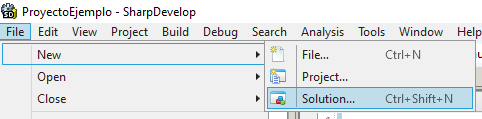 ProyectoEjemplo - SharpDevelop
File Edit View Project Build Debug Search Analysis Tools Window Help
New File... Ctrl+N
Open Project...
Close Solution... Ctrl+Shift+N